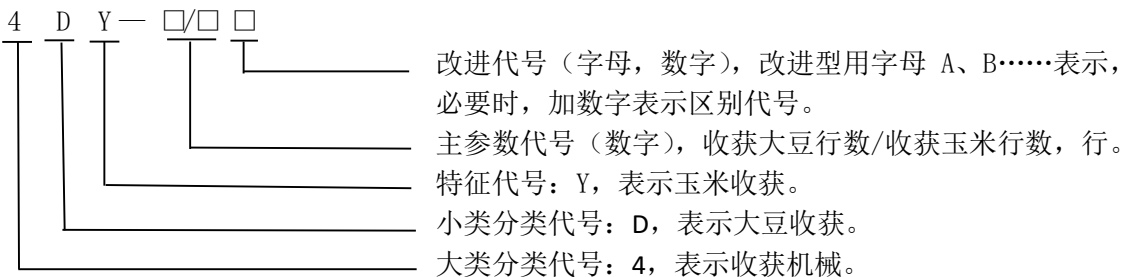 4 D Y— □/□ □
改进代号（字母，数字），改进型用字母 A、B……表示，
必要时，加数字表示区别代号。
主参数代号（数字），收获大豆行数/收获玉米行数，行。
特征代号：Y，表示玉米收获。
小类分类代号：D，表示大豆收获。
大类分类代号：4，表示收获机械。